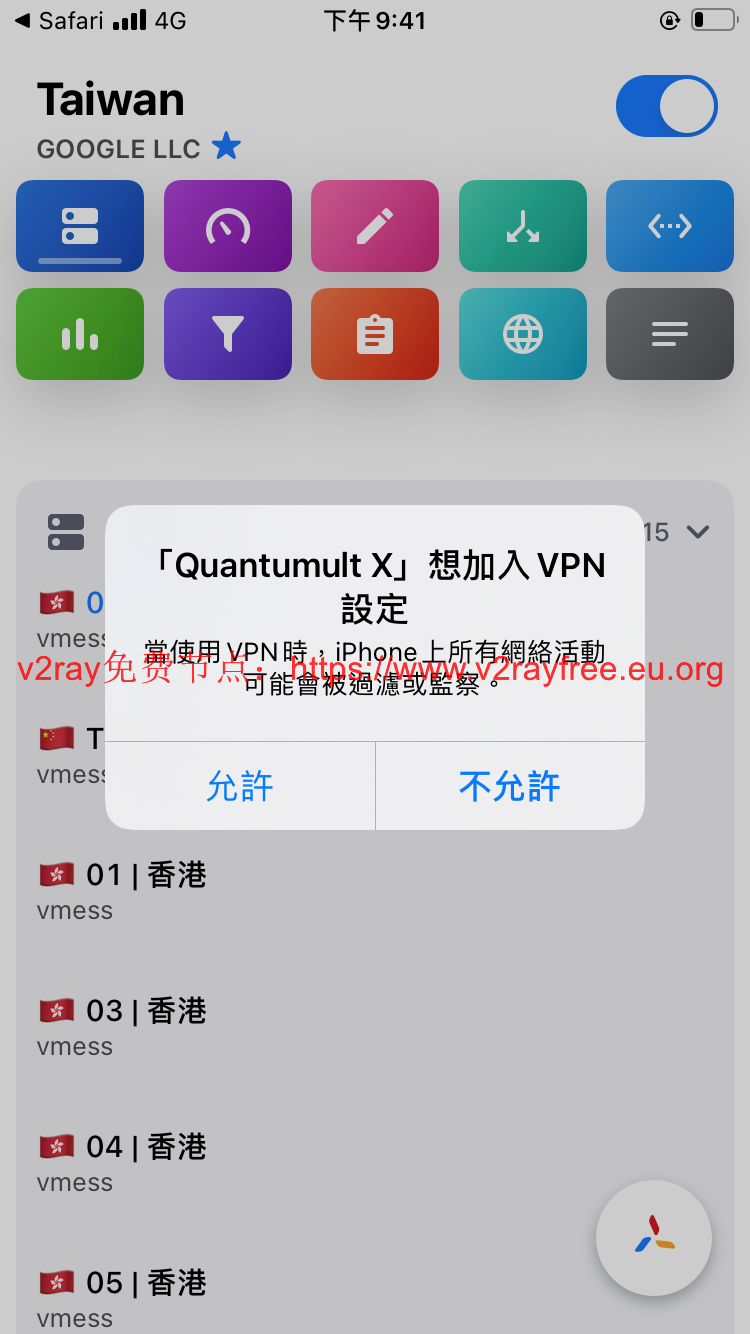 Safari 4G 下午9:41
Taiwan
GOOGLE LLC
15
「Quantumult X」想加入 VPN
設定
當使用 VPN 時，iPhone 上所有網絡活動
可能會被過濾或監察。
v2ray免费节点：https://www.v2rayfree.eu.org
允許 不允許
0
vmess
T
vmess
01 | 香港
vmess
03 | 香港
vmess
04 | 香港
vmess
05 | 香港
vmess